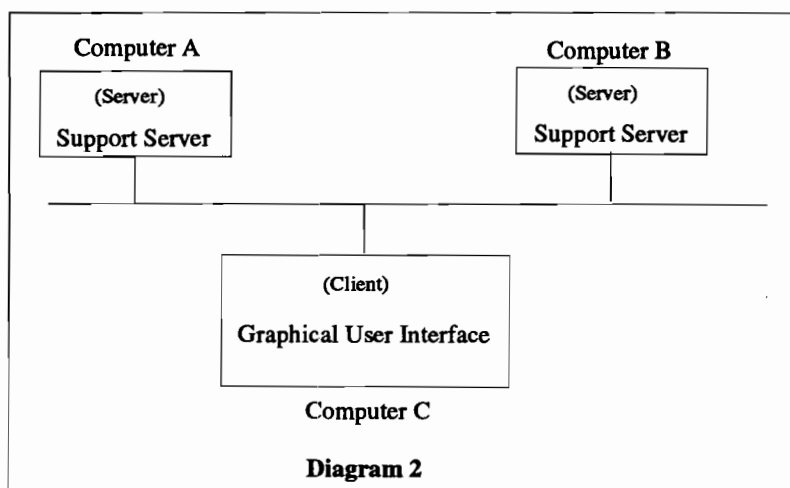 Computer A
(Server)
Support Server
Computer B
(Server)
Support Server
(Client)
Graphical User Interface
Computer C
Diagram 2